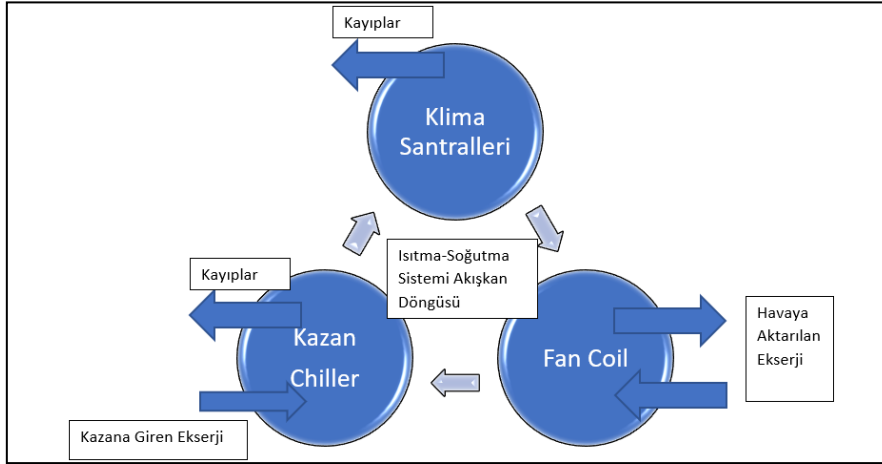 Kayıplar
Klima
Santralleri
Isıtma-Soğutma
Sistemi Akışkan
Döngüsü
Kayıplar
Kazan
Chiller
Kazana Giren Ekserji
Fan Coil
Havaya
Aktarılan
Ekserji